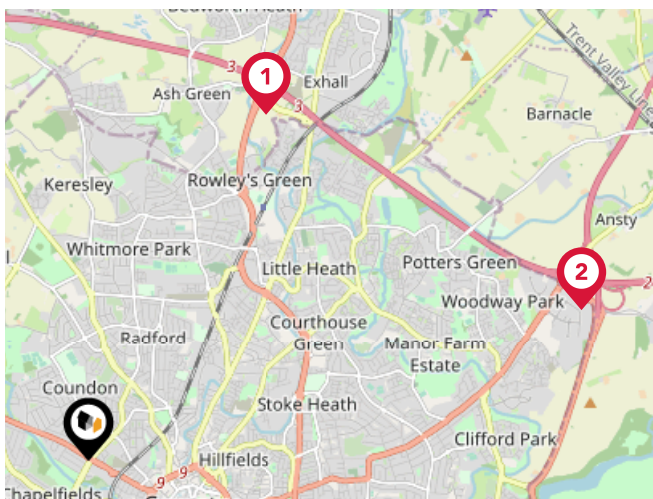 Bedworth Heath
Trent Valley Line
3
1
Exhall
Ash Green
3
Barnacle
Keresley
Rowley's Green
Ansty
Whitmore Park
Little Heath
Potters Green
2
2
Woodway Park
Courthouse
Green
Radford
Manor Farm
Estate
Coundon
Stoke Heath
Clifford Park
Hillfields
9
9
Chapelfields